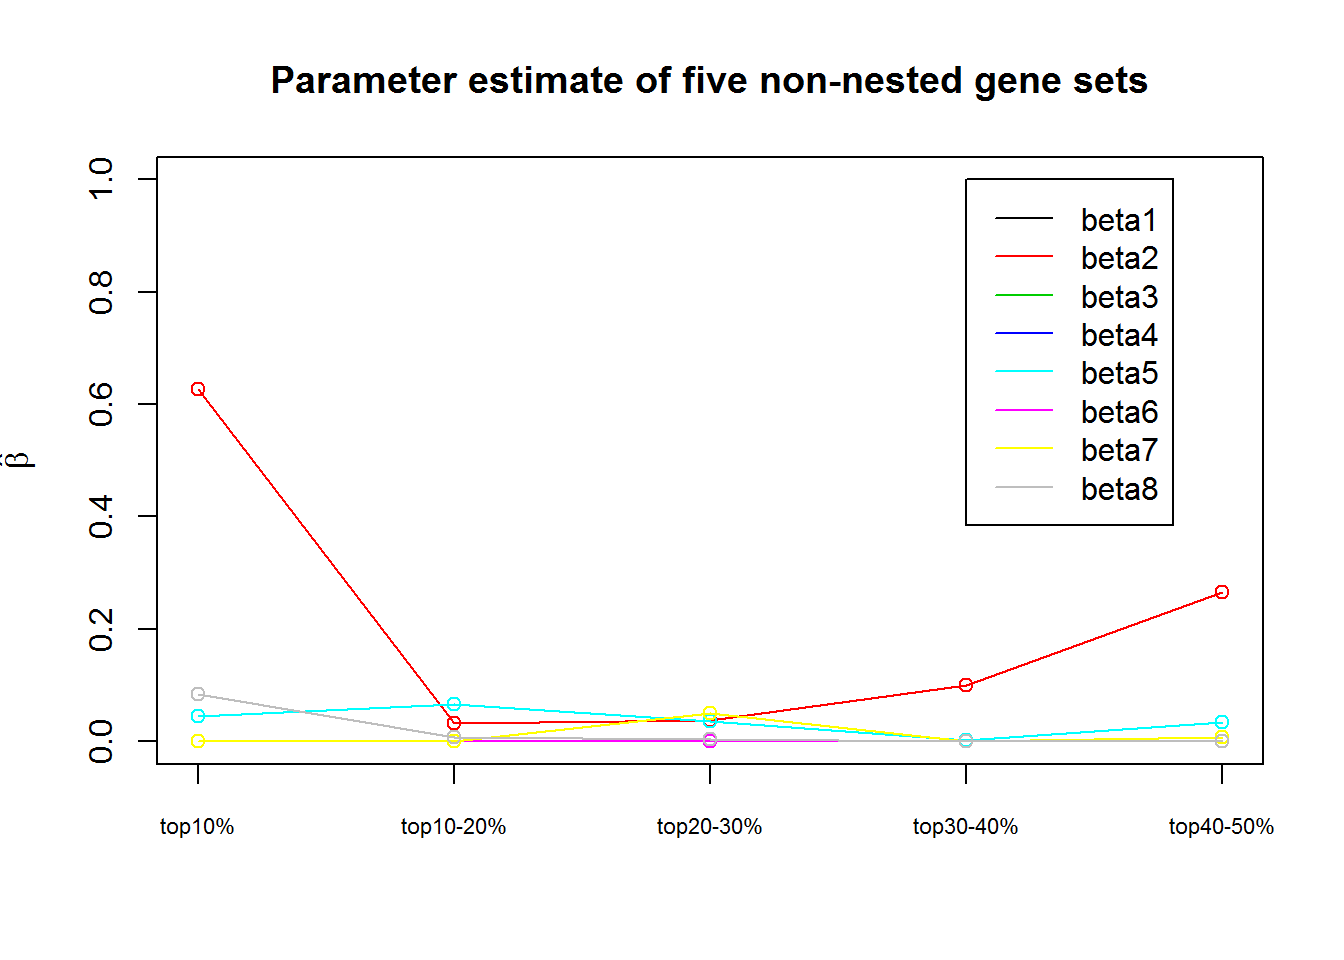 Parameter estimate of five non-nested gene sets
1.0
0.8
0.6
0.4
0.2
0.0
β̂
beta1
beta2
beta3
beta4
beta5
beta6
beta7
beta8
top10% top10-20% top20-30% top30-40% top40-50%